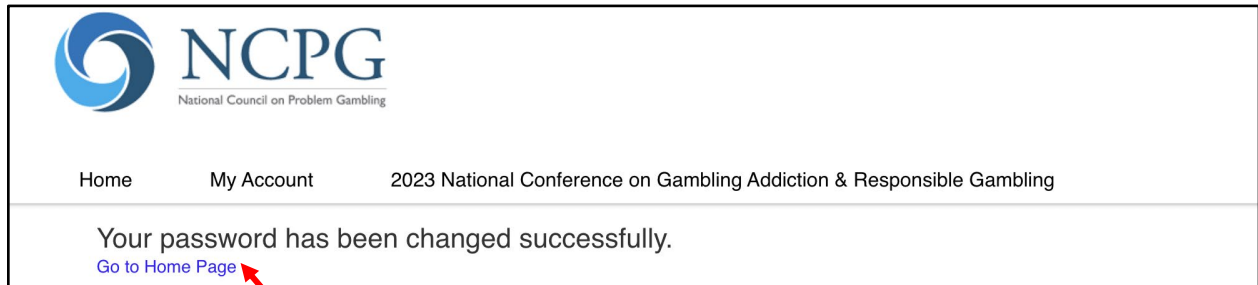 NCPG
National Council on Problem Gambling
Home My Account 2023 National Conference on Gambling Addiction & Responsible Gambling
Your password has been changed successfully.
Go to Home Page